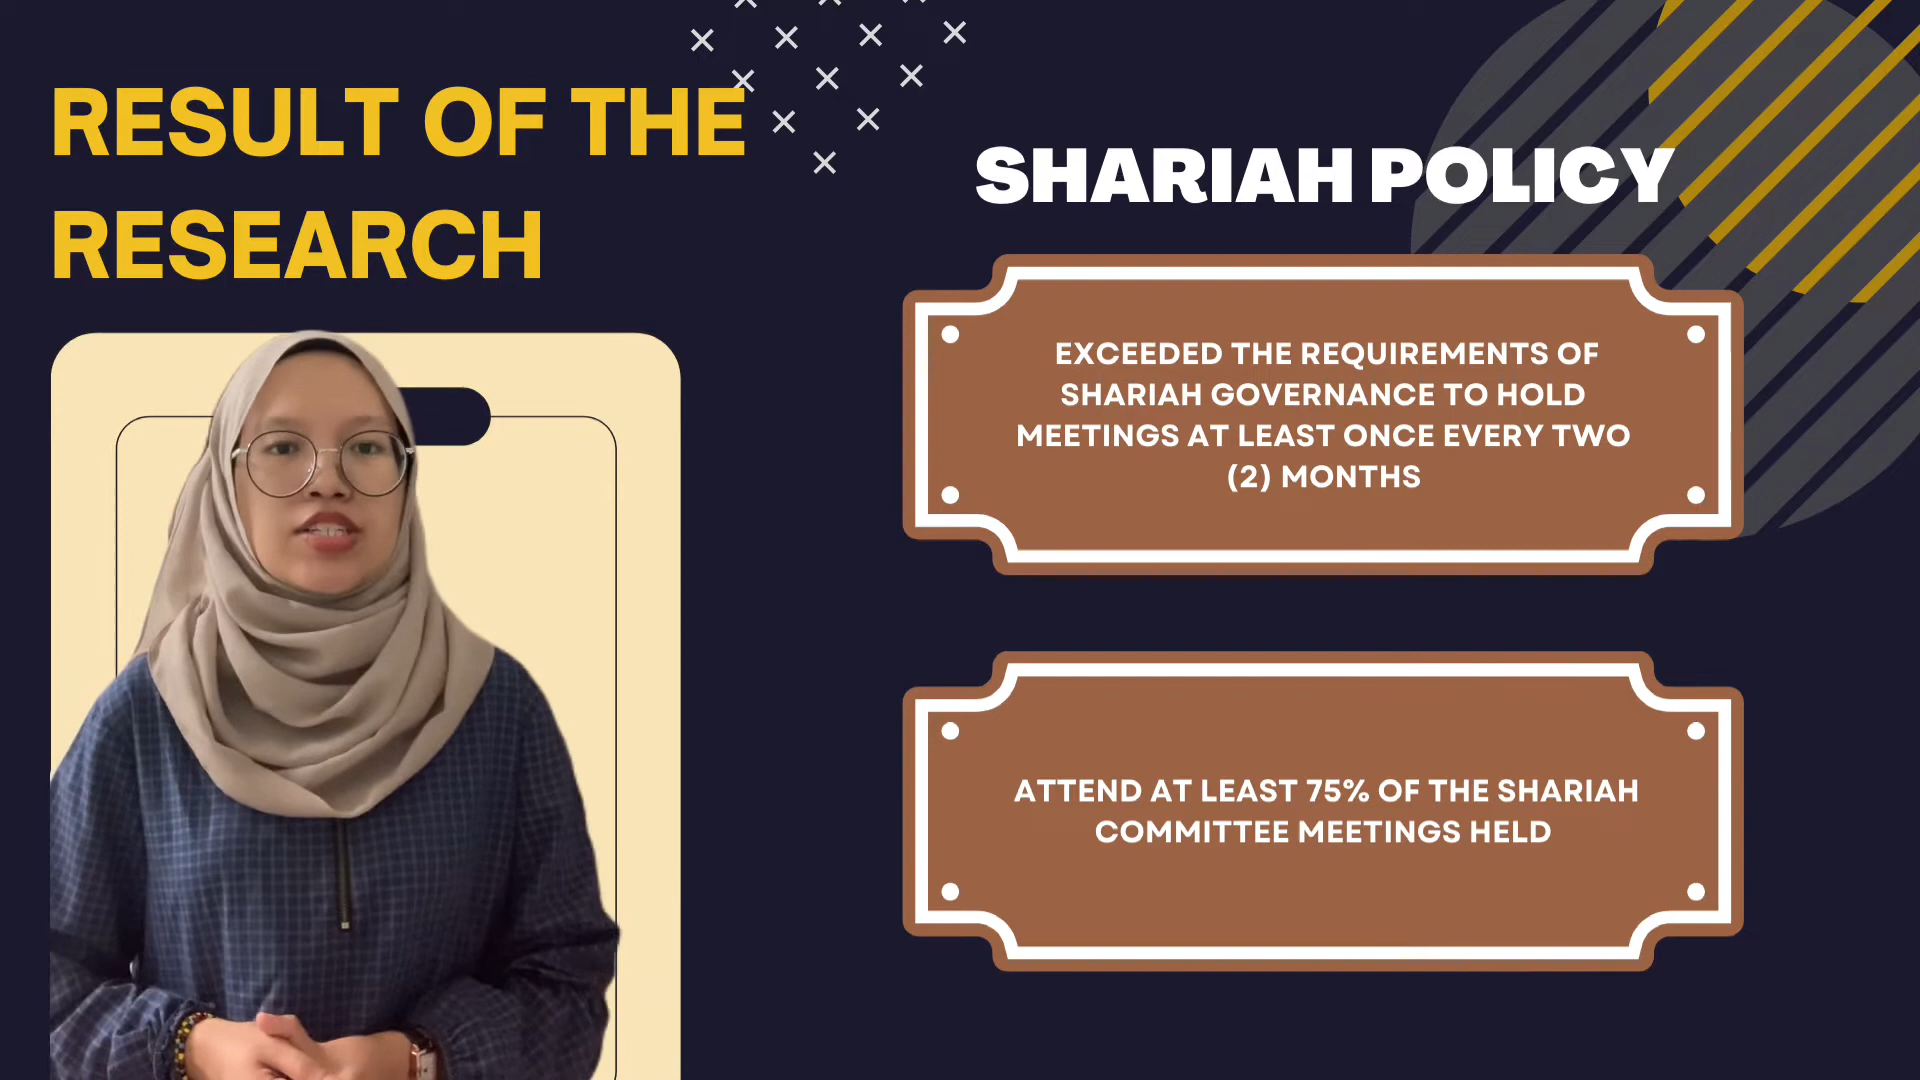 RESULT OF THE
RESEARCH
SHARIAH POLICY
EXCEEDED THE REQUIREMENTS OF
SHARIAH GOVERNANCE TO HOLD
MEETINGS AT LEAST ONCE EVERY TWO
(2) MONTHS
ATTEND AT LEAST 75% OF THE SHARIAH
COMMITTEE MEETINGS HELD